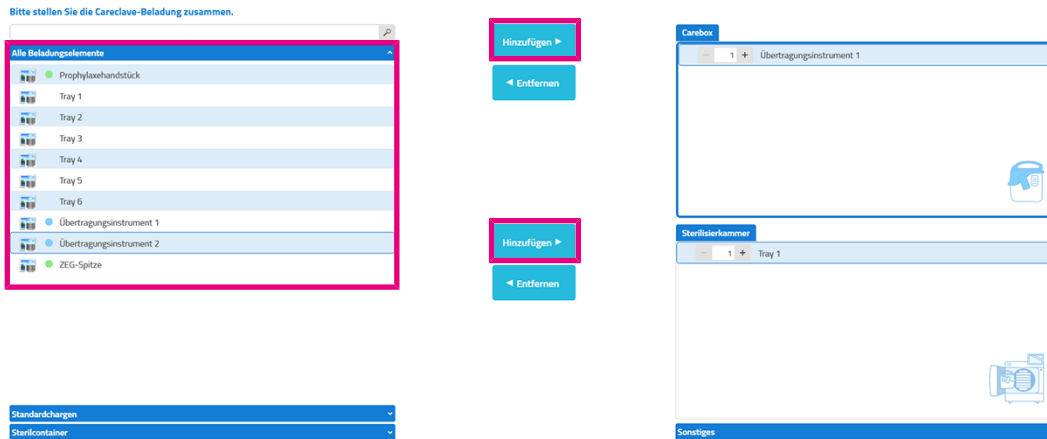 Bitte stellen Sie die Careclave-Beladung zusammen.
Alle Beladungselemente
Prophylaxehandstück
Tray 1
Tray 2
Tray 3
Tray 4
Tray 5
Tray 6
Übertragungsinstrument 1
Übertragungsinstrument 2
ZEG-Spitze
Standardchargen
Sterilcontainer
Hinzufügen
Entfernen
Hinzufügen
Entfernen
Carebox
− 1 + Übertragungsinstrument 1
Sterilisierkammer
− 1 + Tray 1
Sonstiges